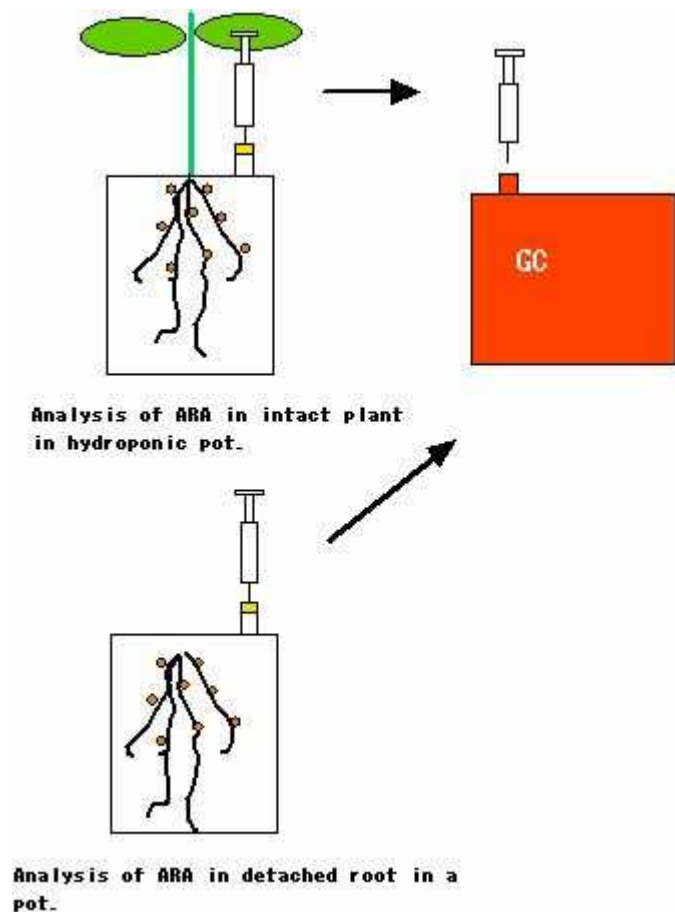 GC
Analysis of ARA in intact plant
in hydroponic pot.
Analysis of ARA in detached root in a
pot.